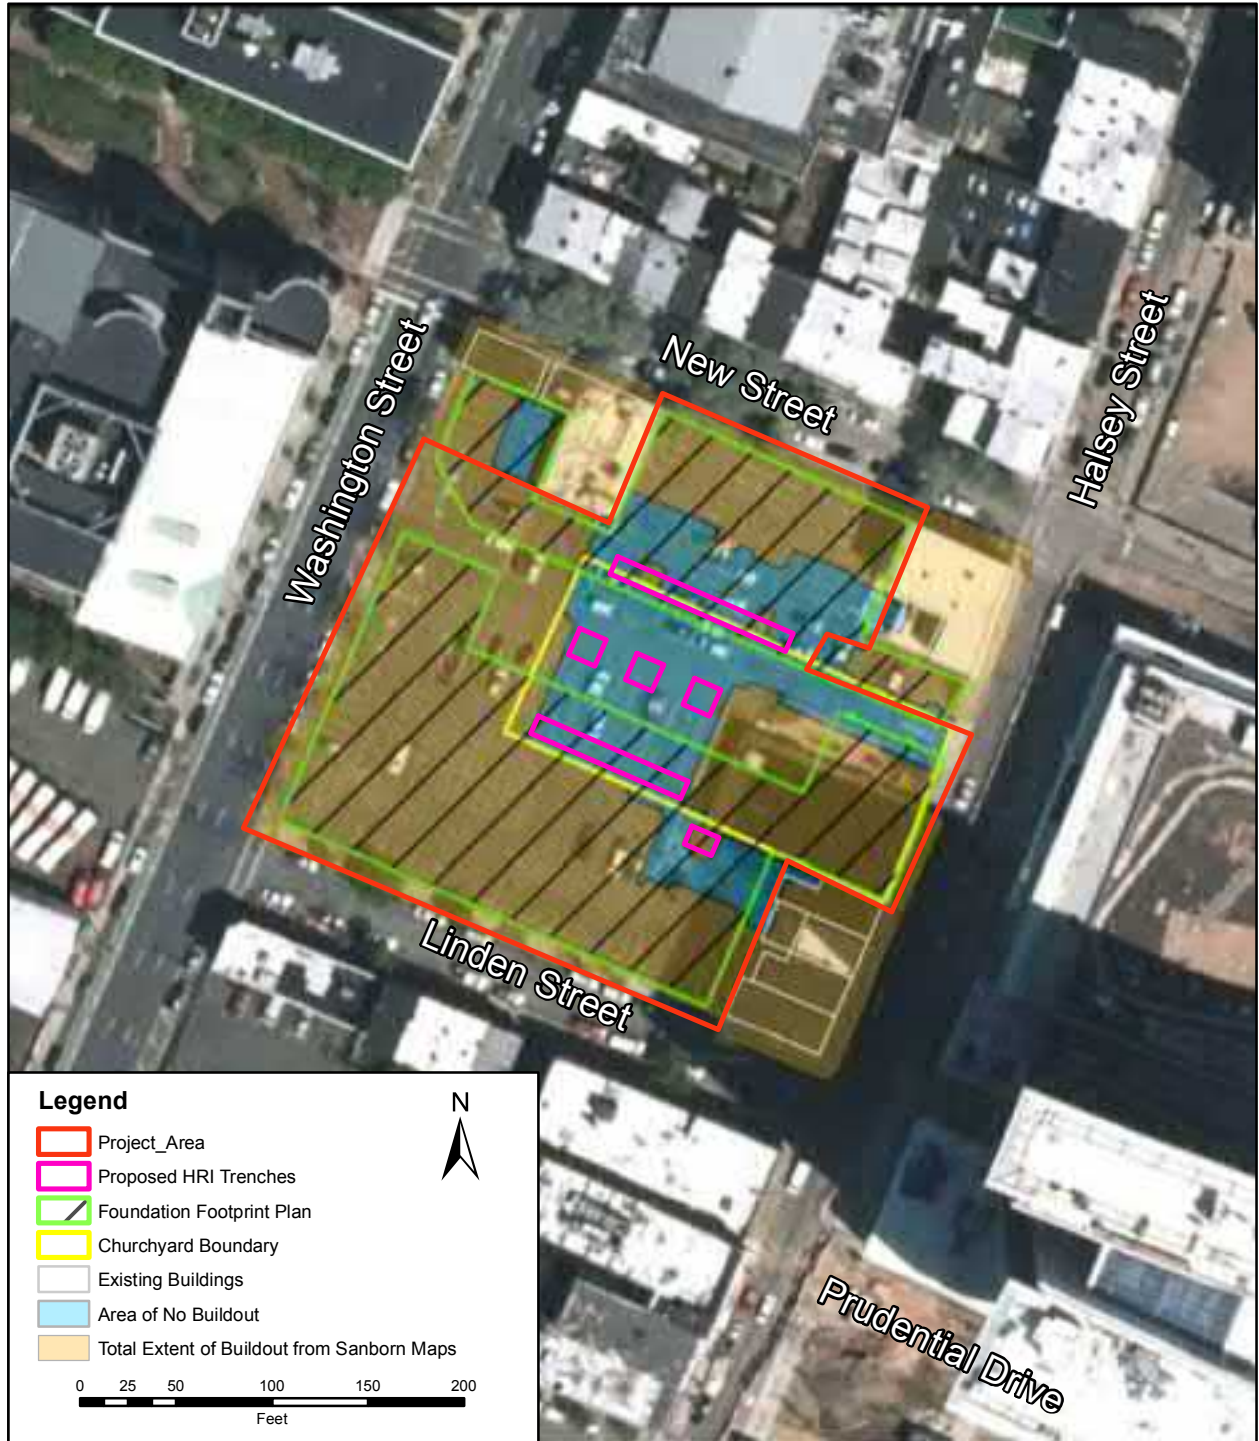 New Street
Halsey Street
Washington Street
Linden Street
Prudential Drive
Legend
Project_Area
Proposed HRI Trenches
Foundation Footprint Plan
Churchyard Boundary
Existing Buildings
Area of No Buildout
Total Extent of Buildout from Sanborn Maps
N
0 25 50 100 150 200
Feet